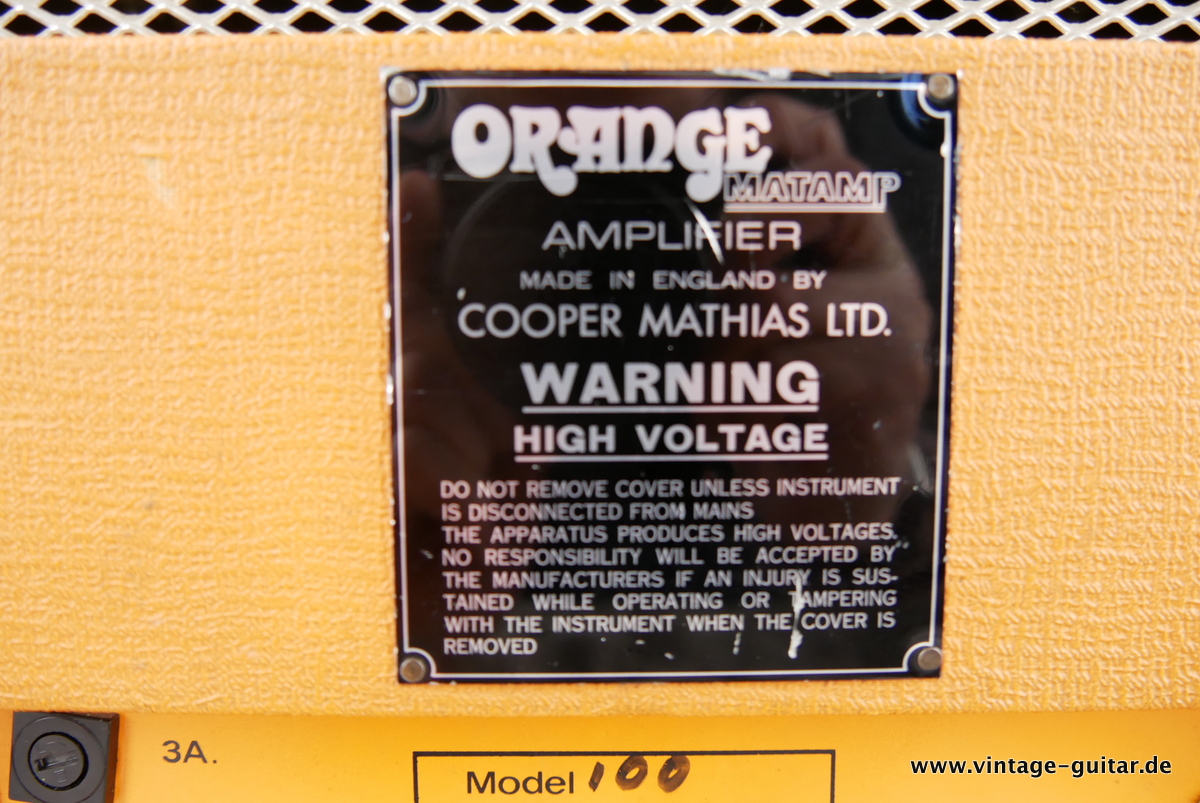 ORANGE
MATAMP
AMPLIFIER
MADE IN ENGLAND BY
COOPER MATHIAS LTD.
WARNING
HIGH VOLTAGE
DO NOT REMOVE COVER UNLESS INSTRUMENT
IS DISCONNECTED FROM MAINS
THE APPARATUS PRODUCES HIGH VOLTAGES.
NO RESPONSIBILITY WILL BE ACCEPTED BY
THE MANUFACTURERS IF AN INJURY IS SUS-
TAINED WHILE OPERATING OR TAMPERING
WITH THE INSTRUMENT WHEN THE COVER IS
REMOVED
3A.
Model 100
www.vintage-guitar.de